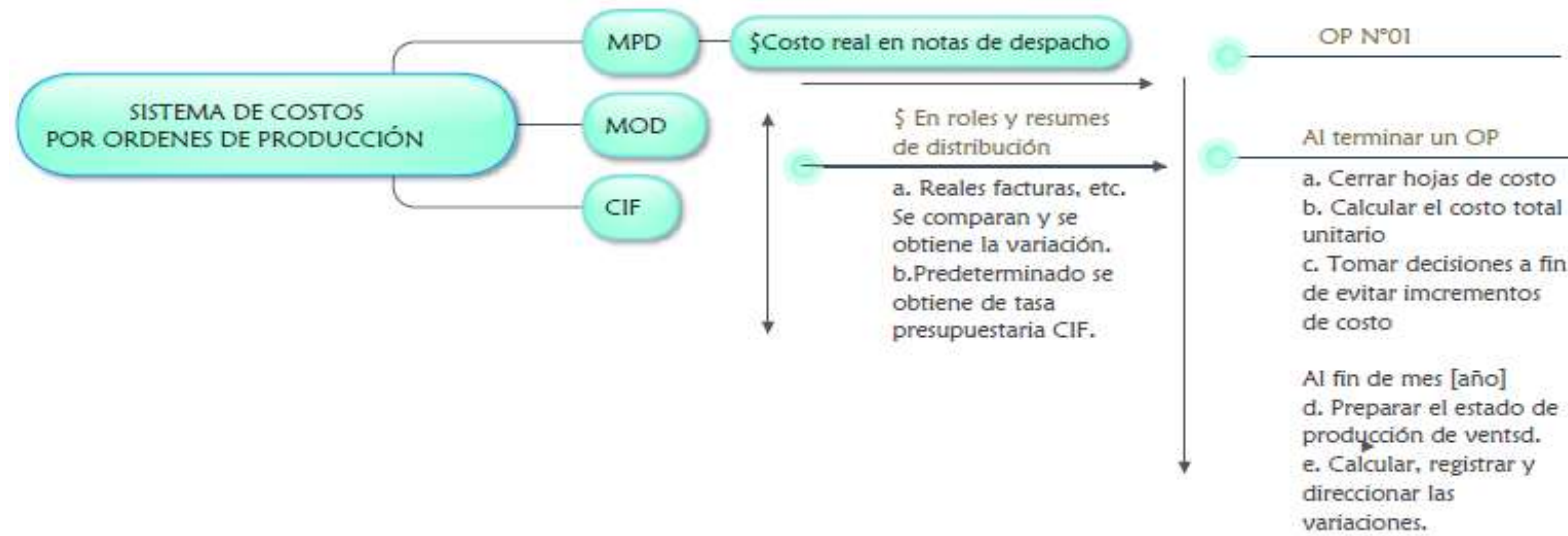 SISTEMA DE COSTOS
POR ORDENES DE PRODUCCIÓN
MPD
MOD
CIF
$Costo real en notas de despacho
$ En roles y resumes
de distribución
a. Reales facturas, etc.
Se comparan y se
obtiene la variación.
b.Predeterminado se
obtiene de tasa
presupuestaria CIF.
OP N°01
Al terminar un OP
a. Cerrar hojas de costo
b. Calcular el costo total
unitario
c. Tomar decisiones a fin
de evitar imcrementos
de costo
Al fin de mes [año]
d. Preparar el estado de
producción de ventsd.
e. Calcular, registrar y
direccionar las
variaciones.